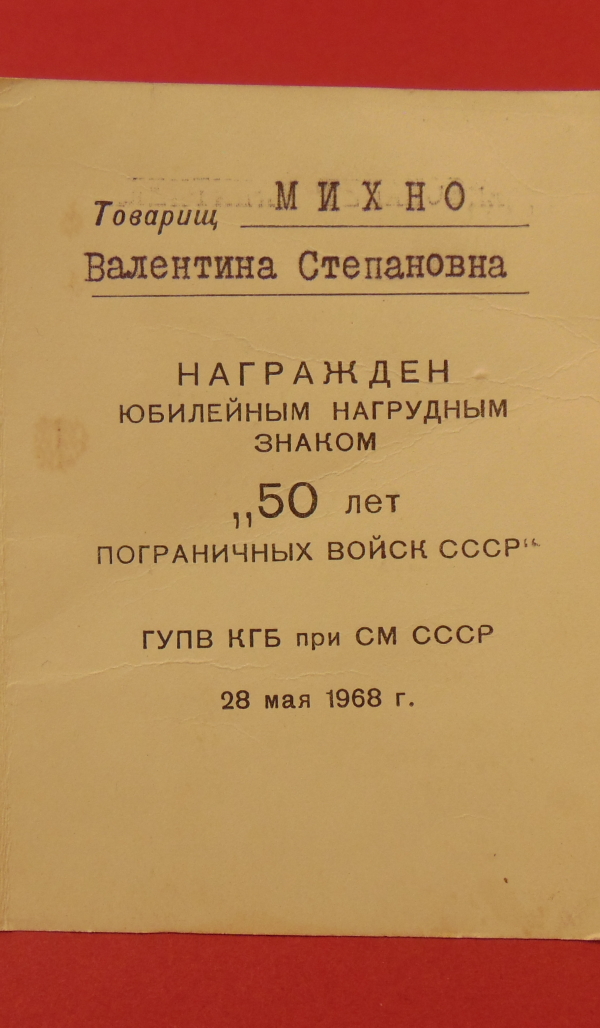 Товарищ МИХНО
Валентина Степановна
НАГРАЖДЕН
ЮБИЛЕЙНЫМ НАГРУДНЫМ
ЗНАКОМ
„50 лет
ПОГРАНИЧНЫХ ВОЙСК СССР“
ГУПВ КГБ при СМ СССР
28 мая 1968 г.